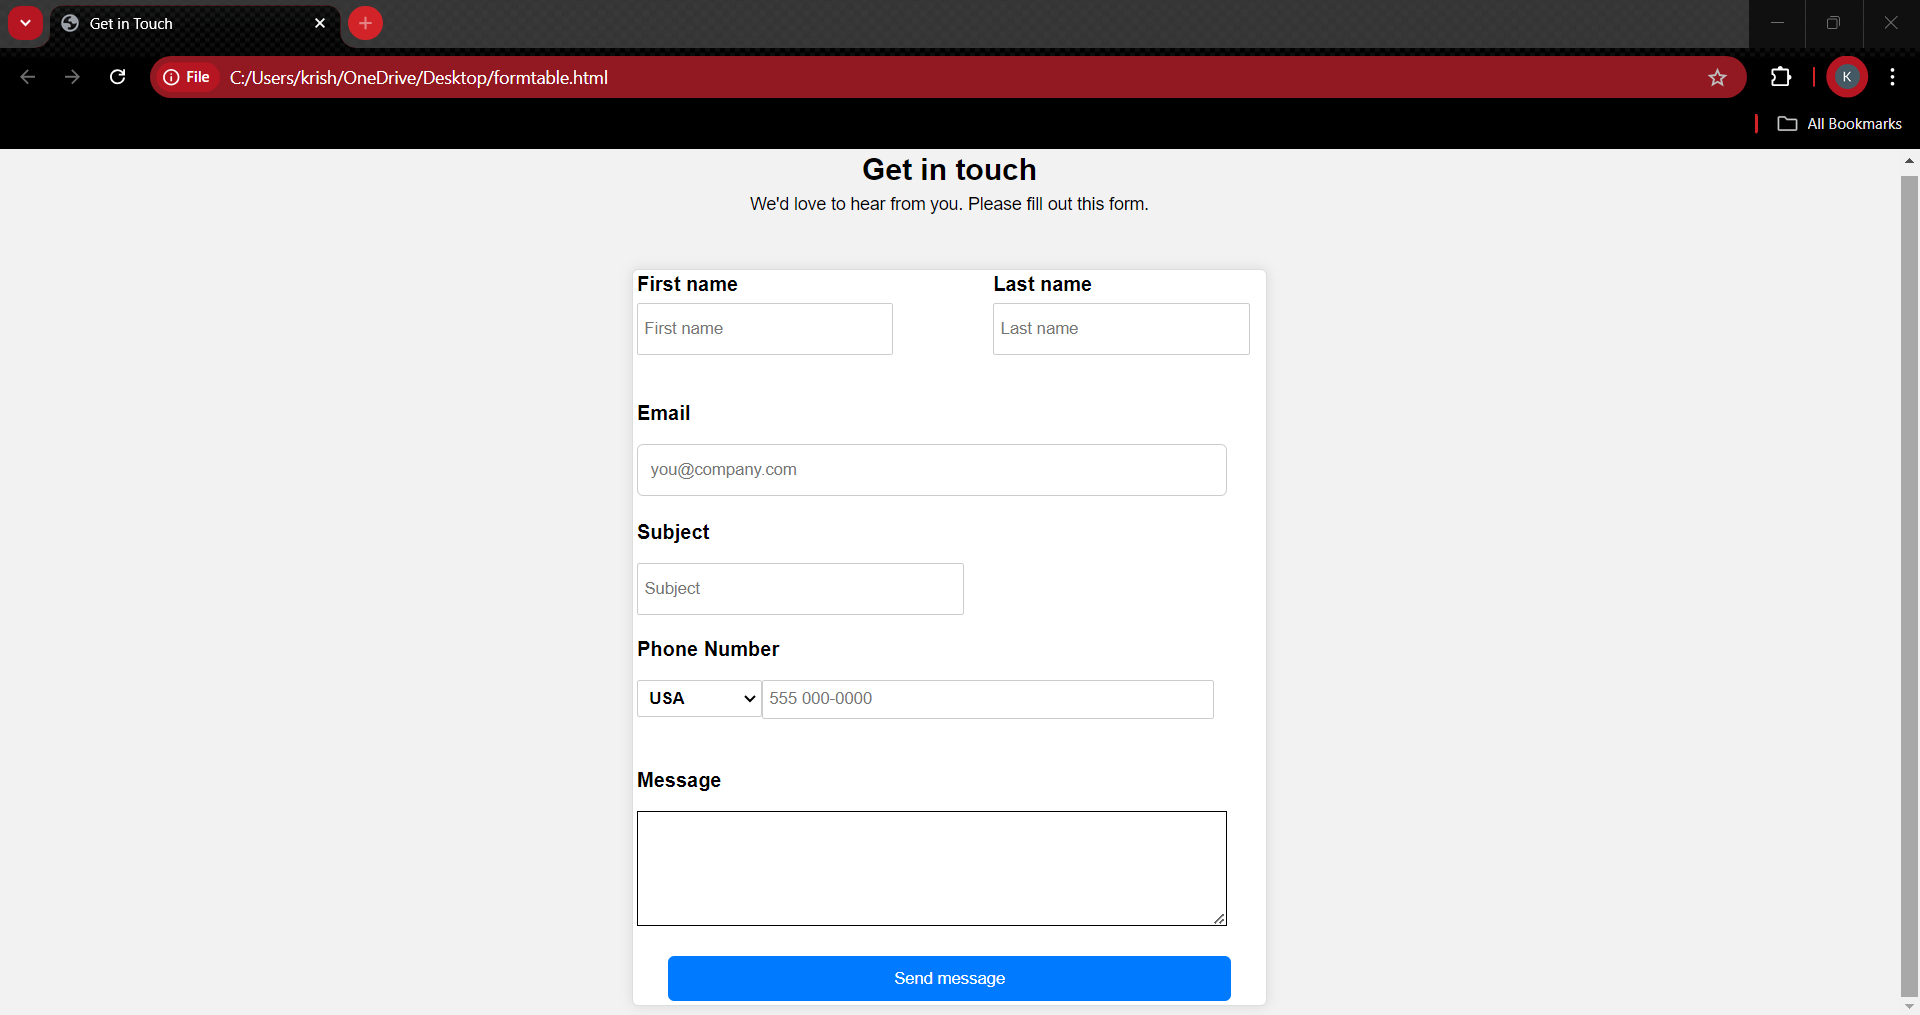 Get in Touch
File C:/Users/krish/OneDrive/Desktop/formtable.html
K
All Bookmarks
Get in touch
We'd love to hear from you. Please fill out this form.
First name Last name
First name Last name
Email
you@company.com
Subject
Subject
Phone Number
USA 555 000-0000
Message
Send message